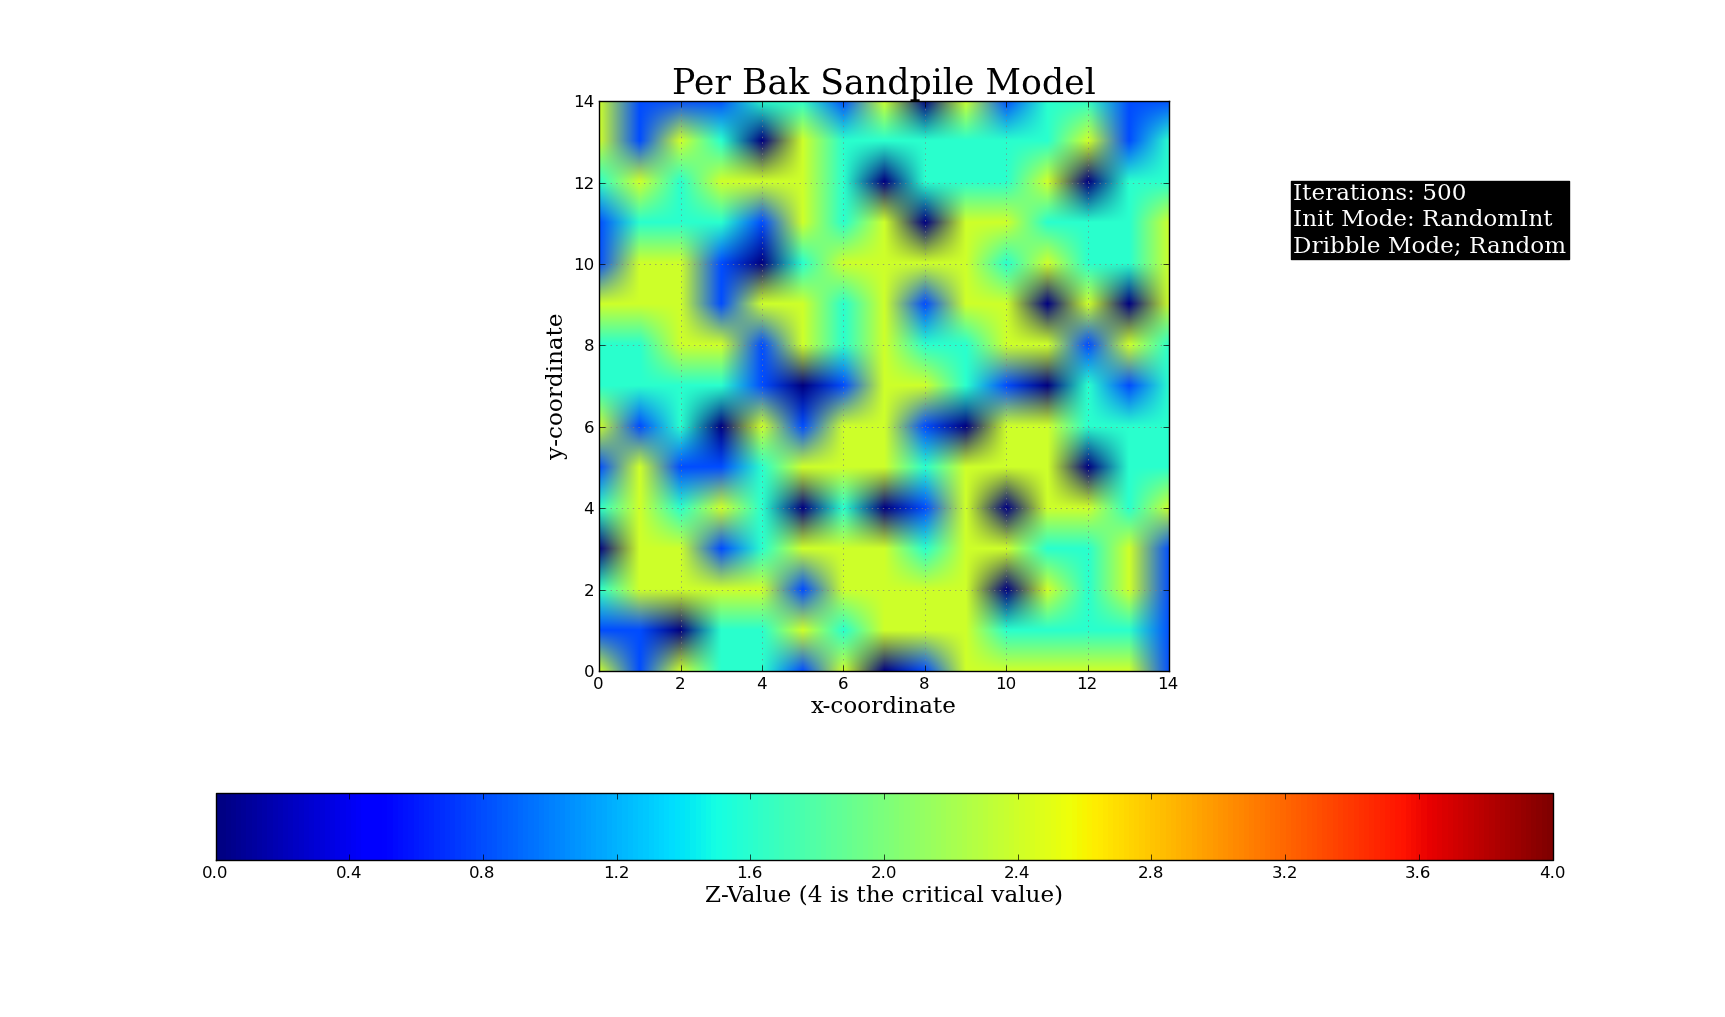 Per Bak Sandpile Model
14
12
10
8
6
4
2
0
y-coordinate
0 2 4 6 8 10 12 14
x-coordinate
Iterations: 500
Init Mode: RandomInt
Dribble Mode; Random
0.0 0.4 0.8 1.2 1.6 2.0 2.4 2.8 3.2 3.6 4.0
Z-Value (4 is the critical value)